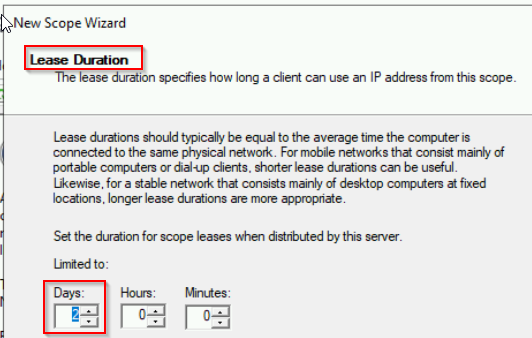 New Scope Wizard
Lease Duration
The lease duration specifies how long a client can use an IP address from this scope.
Lease durations should typically be equal to the average time the computer is
connected to the same physical network. For mobile networks that consist mainly of
portable computers or dial-up clients, shorter lease durations can be useful.
Likewise, for a stable network that consists mainly of desktop computers at fixed
locations, longer lease durations are more appropriate.
Set the duration for scope leases when distributed by this server.
Limited to:
Days: Hours: Minutes:
2 0 0